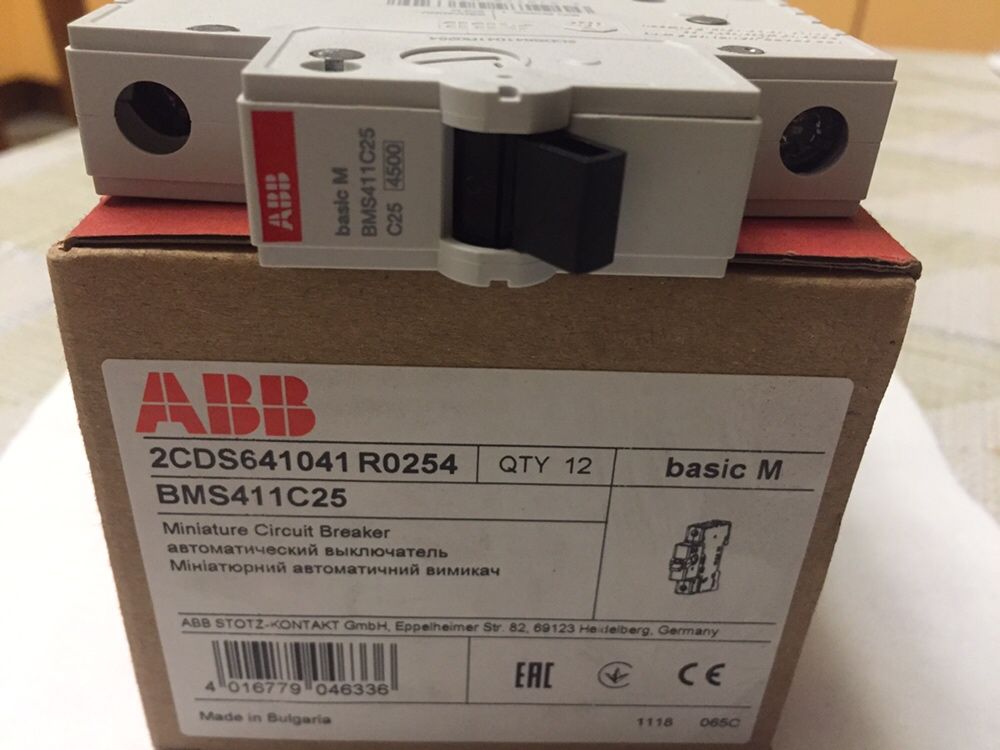 2CDS641041R0254
ABB
basic M
BMS411C25
C25 4500
ABB
2CDS641041 R0254
QTY 12
basic M
BMS411C25
Miniature Circuit Breaker
автоматический выключатель
Мініатюрний автоматичний вимикач
ABB STOTZ-KONTAKT GmbH, Eppelheimer Str. 82, 69123 Heidelberg, Germany
4 016779 046336
EAC
CE
Made in Bulgaria
1118 065C